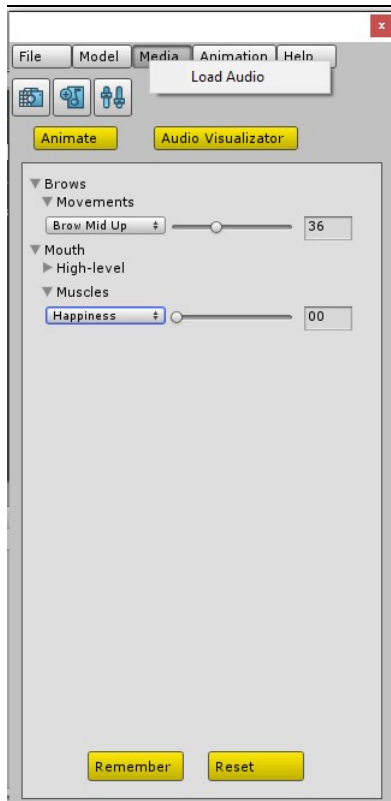 x
File Model Media Animation Help
Load Audio
Animate Audio Visualizator
Brows
Movements
Brow Mid Up 36
Mouth
High-level
Muscles
Happiness 00
Remember Reset